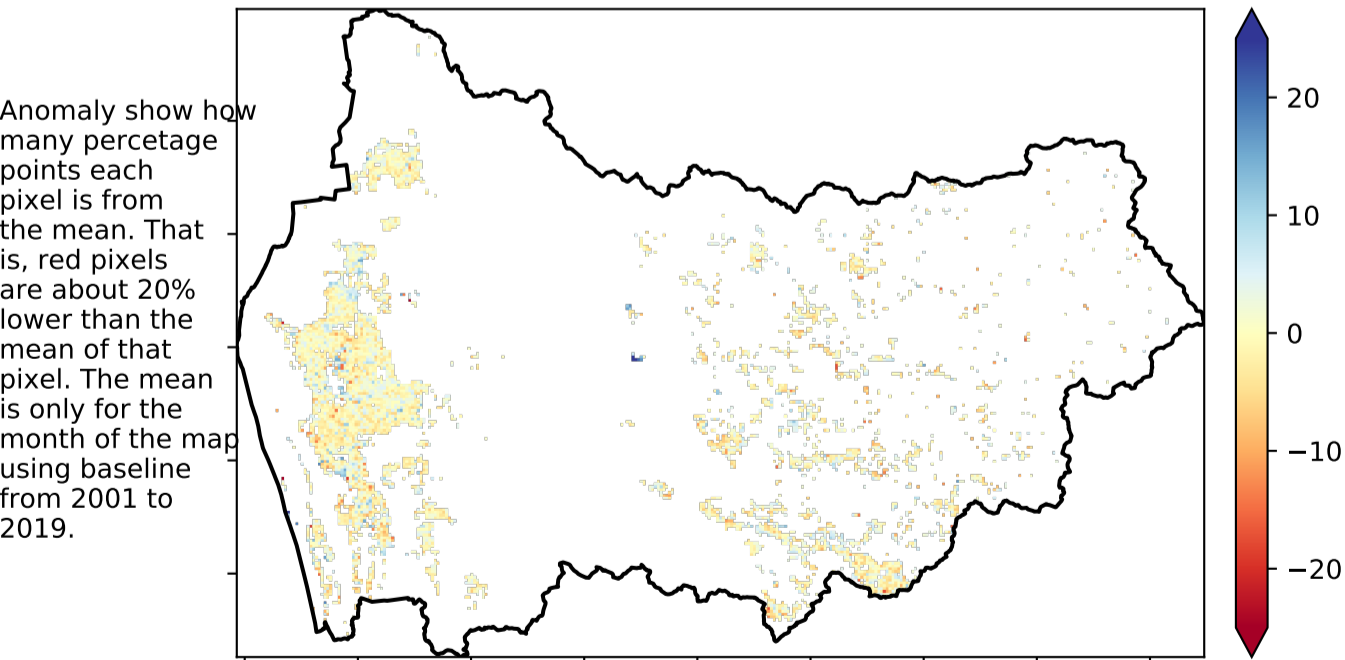 Anomaly show how
many percetage
points each
pixel is from
the mean. That
is, red pixels
are about 20%
lower than the
mean of that
pixel. The mean
is only for the
month of the map
using baseline
from 2001 to
2019.
20
10
0
−10
−20